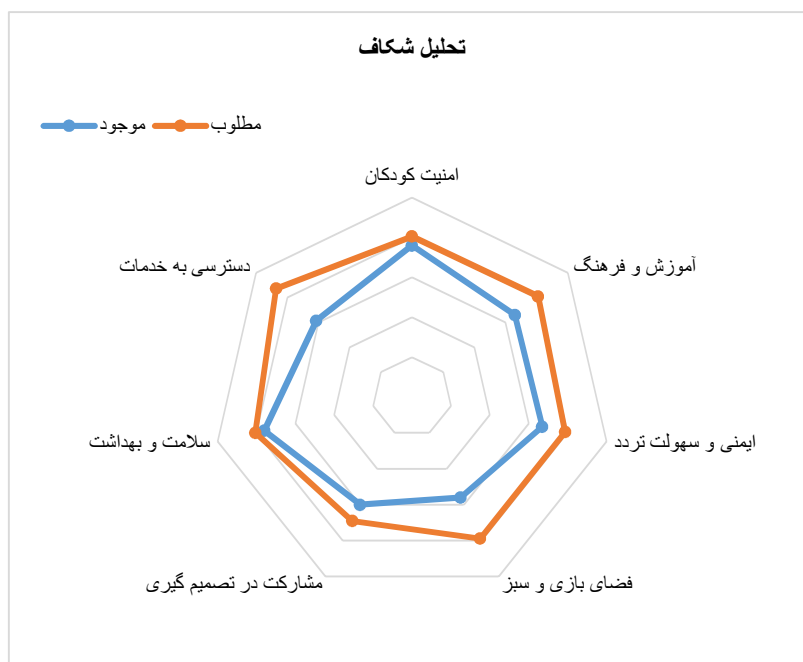 تحلیل شکاف
موجود
مطلوب
امنیت کودکان
آموزش و فرهنگ
ایمنی و سهولت تردد
فضای بازی و سبز
مشارکت در تصمیم گیری
سلامت و بهداشت
دسترسی به خدمات